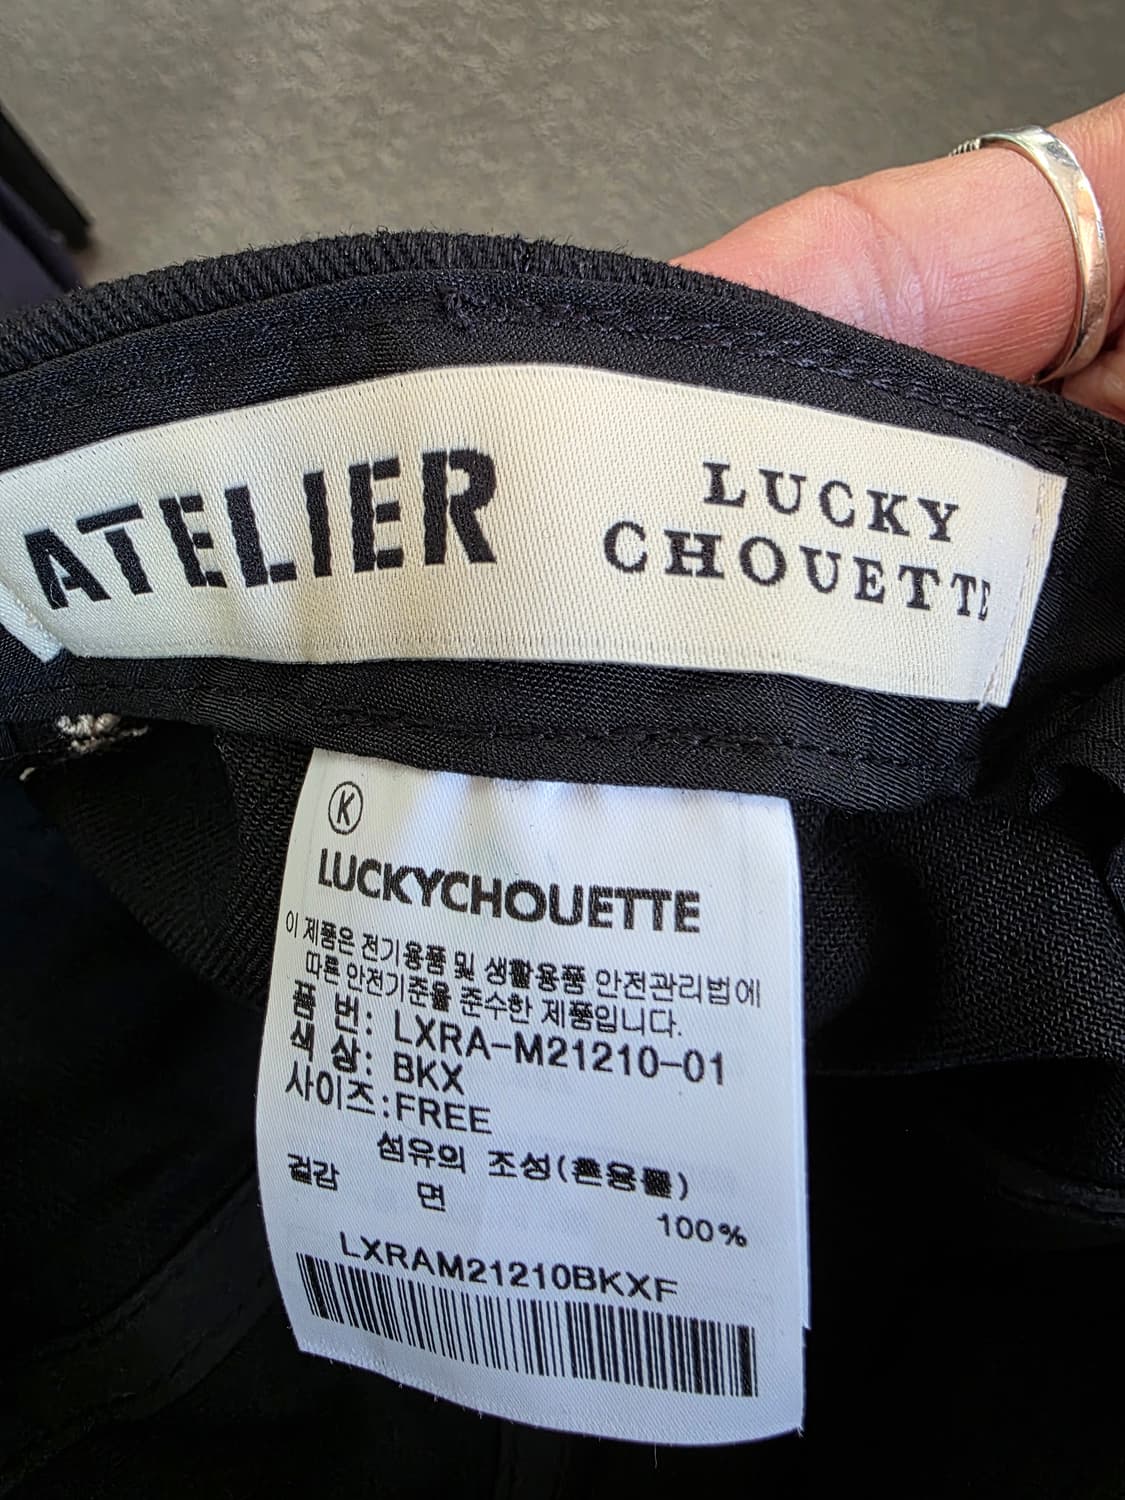 ATELIER
LUCKY
CHOUETTE
K
LUCKYCHOUETTE
이 제품은 전기용품 및 생활용품 안전관리법에
따른 안전기준을 준수한 제품입니다.
품 번: LXRA-M21210-01
색 상: BKX
사이즈:FREE
섬유의 조성(혼용률)
겉감 면 100%
LXRAM21210BKXF